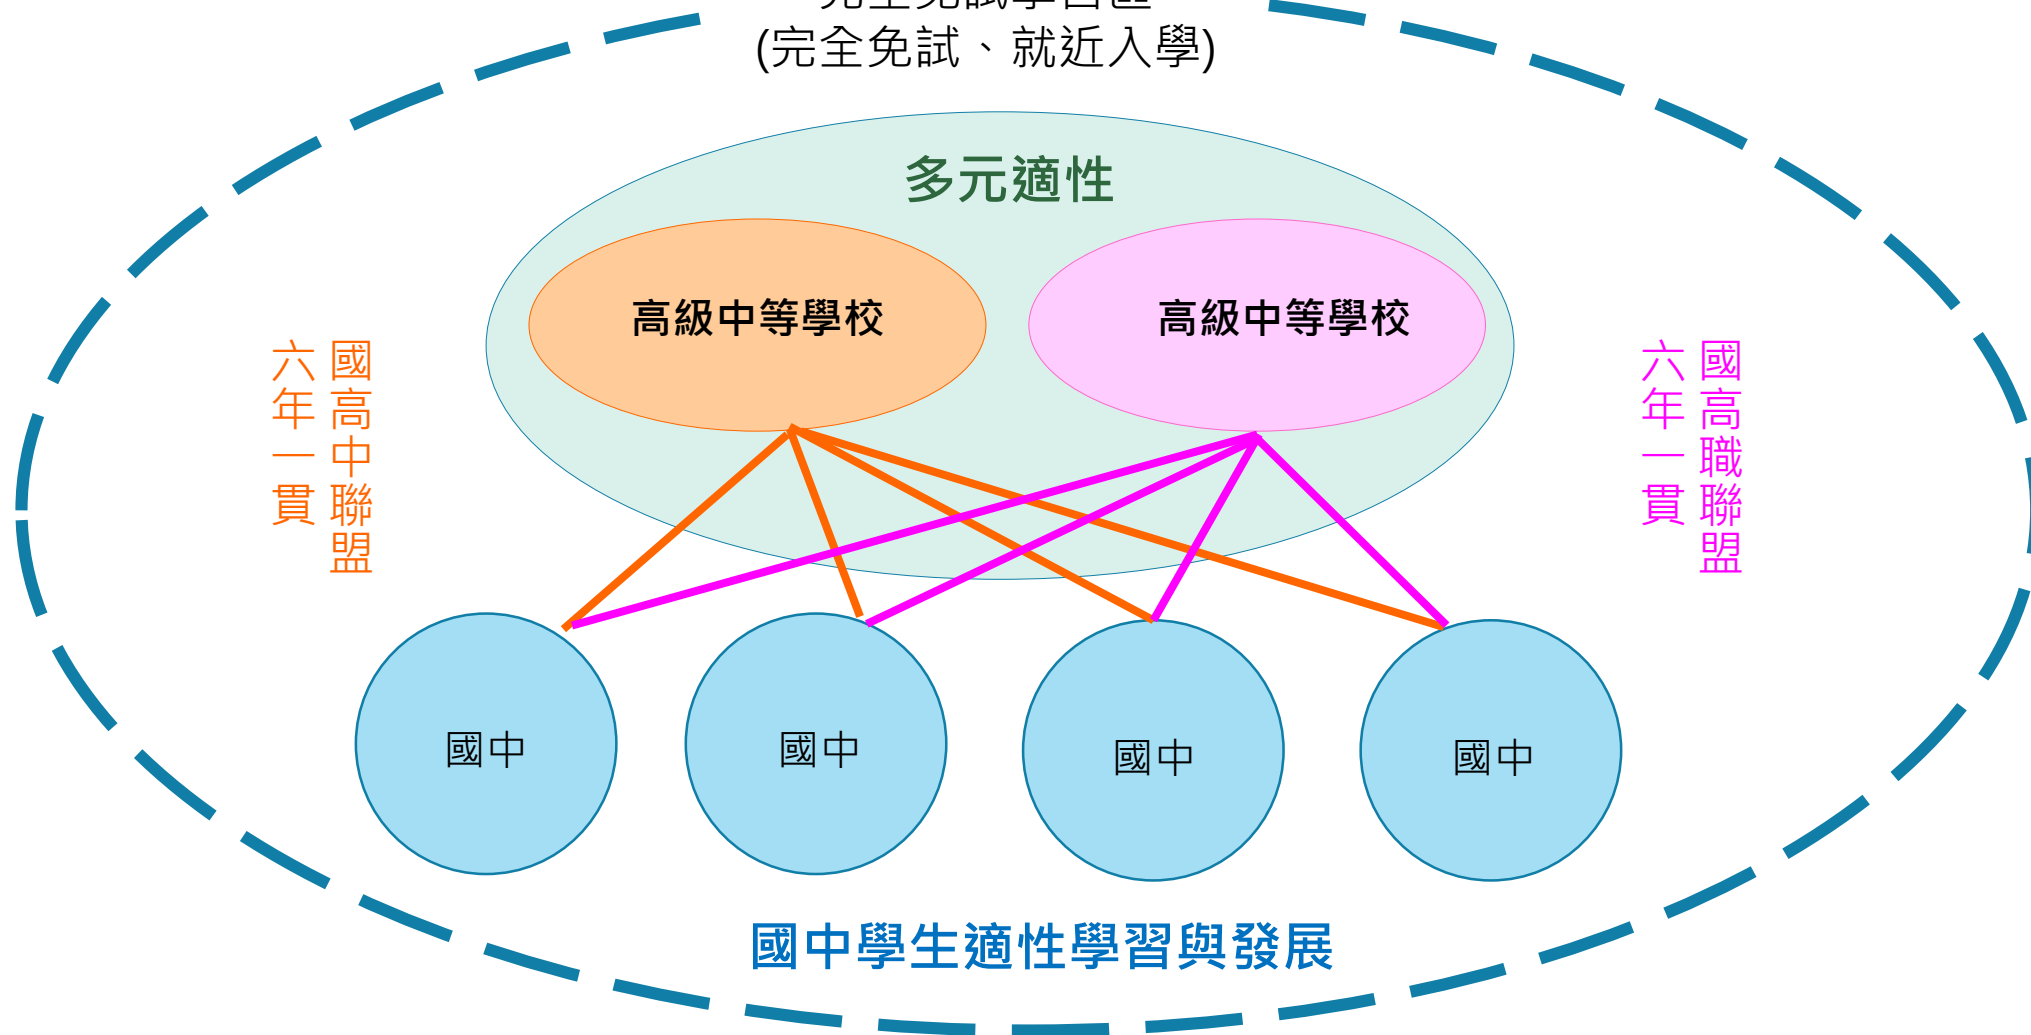 (完全免試、就近入學)
多元適性
高級中等學校
高級中等學校
國高中聯盟
六年一貫
國高職聯盟
六年一貫
國中
國中
國中
國中
國中學生適性學習與發展